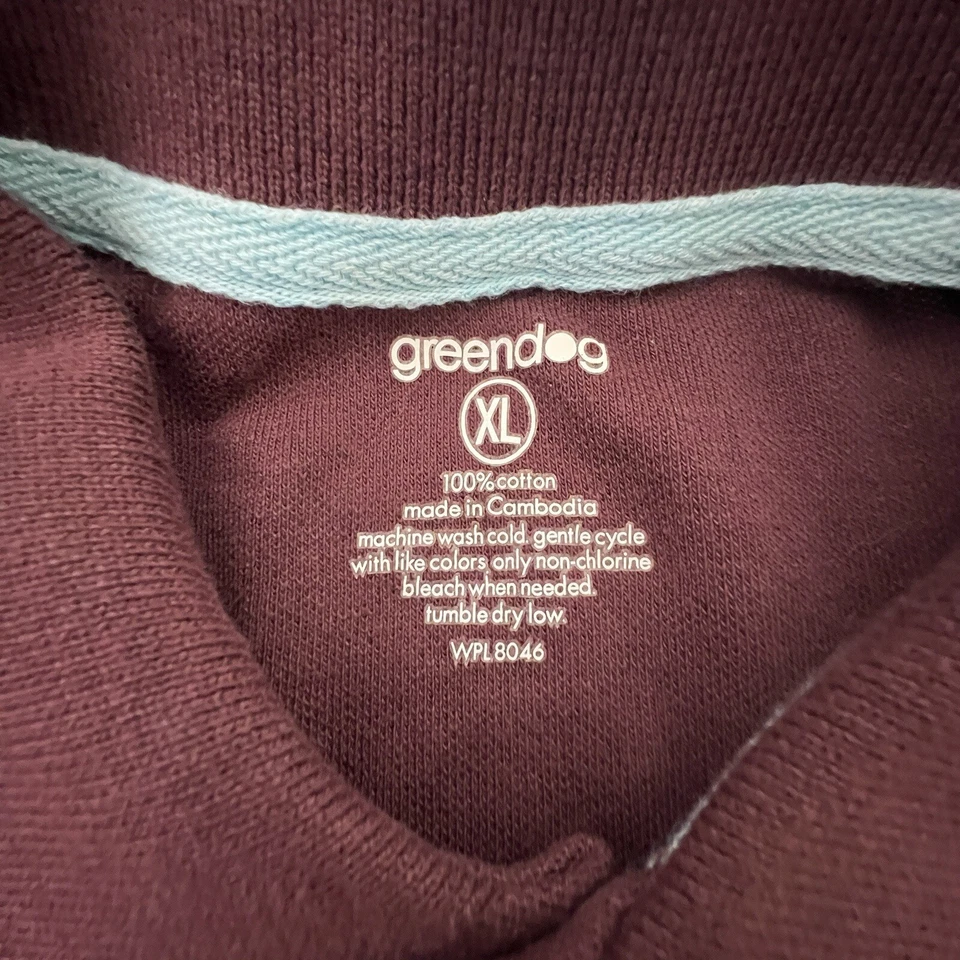 greendog
XL
100% cotton
made in Cambodia
machine wash cold. gentle cycle
with like colors only non-chlorine
bleach when needed.
tumble dry low.
WPL 8046